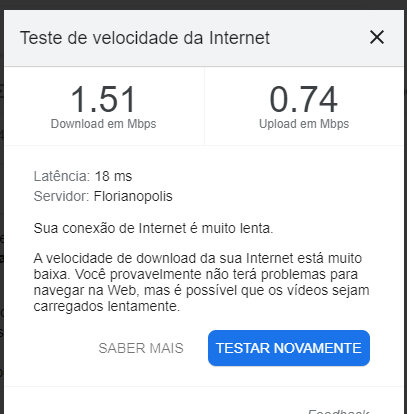 Teste de velocidade da Internet
1.51
Download em Mbps
0.74
Upload em Mbps
Latência: 18 ms
Servidor: Florianopolis
Sua conexão de Internet é muito lenta.
A velocidade de download da sua Internet está muito
baixa. Você provavelmente não terá problemas para
navegar na Web, mas é possível que os vídeos sejam
carregados lentamente.
SABER MAIS
TESTAR NOVAMENTE
Feedback